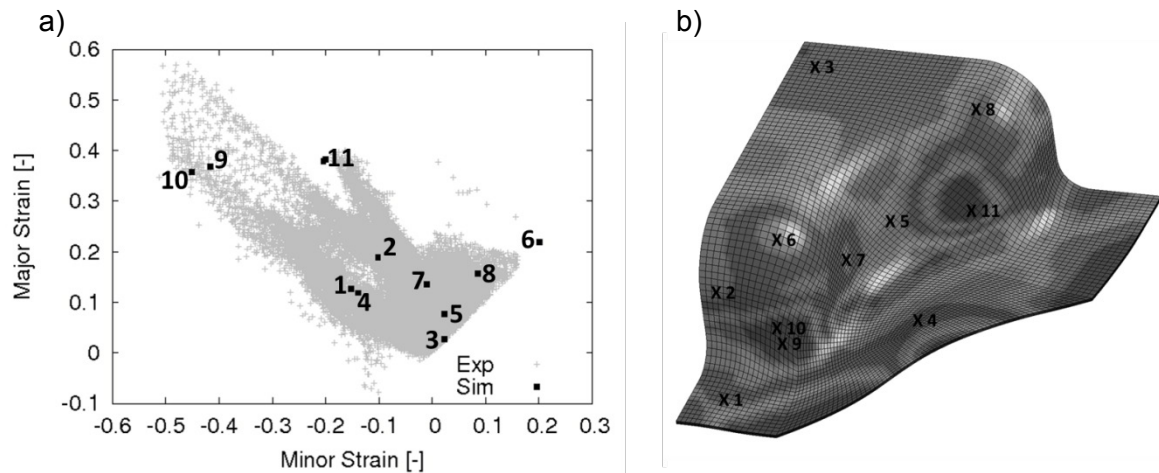 a)
b)
0.6
0.5
0.4
0.3
0.2
0.1
0
-0.1
Major Strain [-]
11
9
10
6
2
7
8
1
4
5
3
Exp
Sim
-0.6 -0.5 -0.4 -0.3 -0.2 -0.1 0 0.1 0.2 0.3
Minor Strain [-]
X 3
X 8
X 11
X 5
X 6
X 7
X 2
X 10
X 9
X 4
X 1